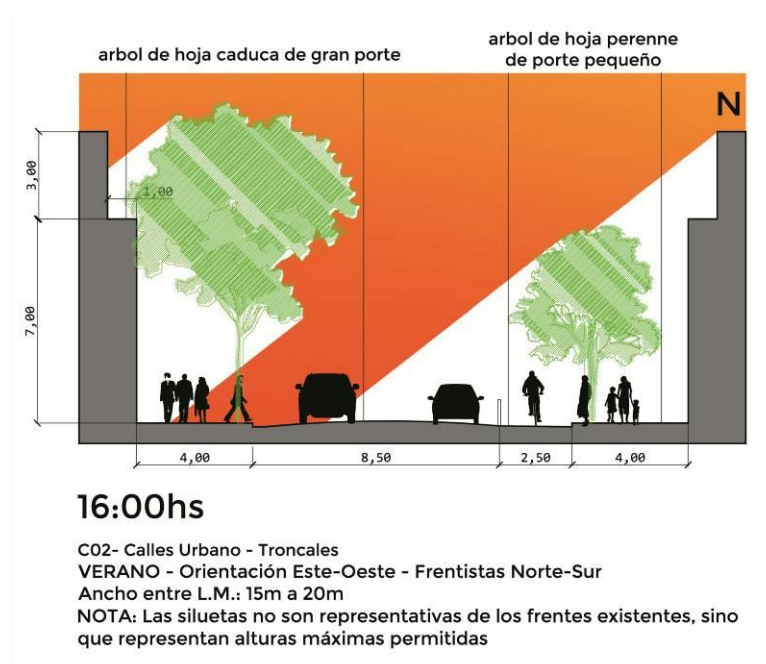 arbol de hoja caduca de gran porte
arbol de hoja perenne
de porte pequeño
N
3,00
1,00
7,00
4,00
8,50
2,50
4,00
16:00hs
C02- Calles Urbano - Troncales
VERANO - Orientación Este-Oeste - Frentistas Norte-Sur
Ancho entre L.M.: 15m a 20m
NOTA: Las siluetas no son representativas de los frentes existentes, sino
que representan alturas máximas permitidas